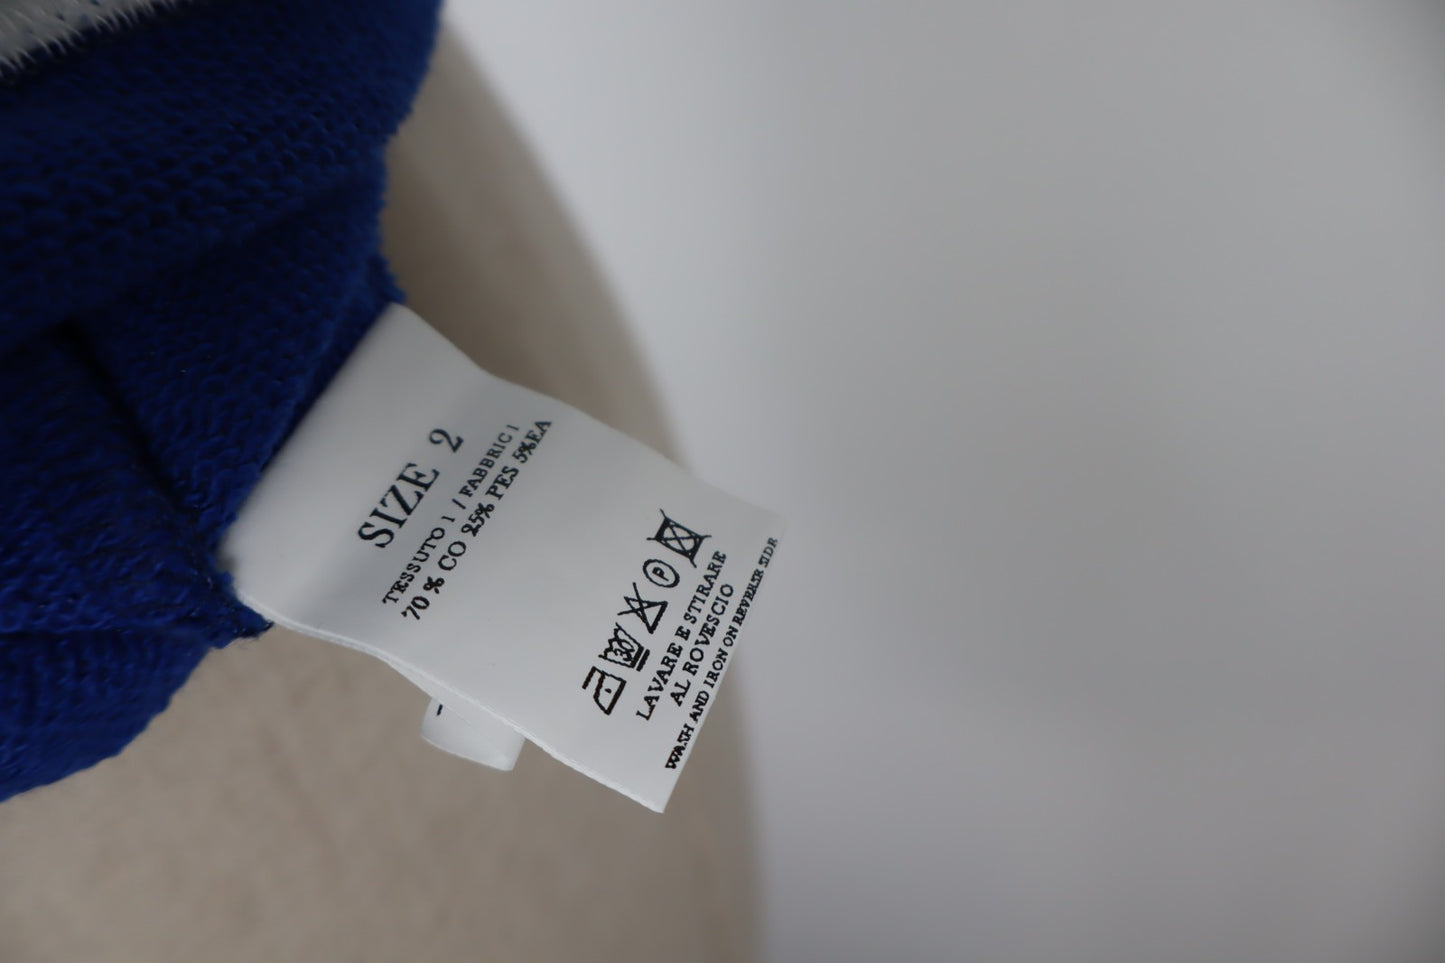 SIZE 2
TESSUTO 1 / FABBRIC 1
70 % CO 25% PES 5%EA
30
P
LAVARE E STIRARE
AL ROVESCIO
WASH AND IRON ON REVERSE SIDE